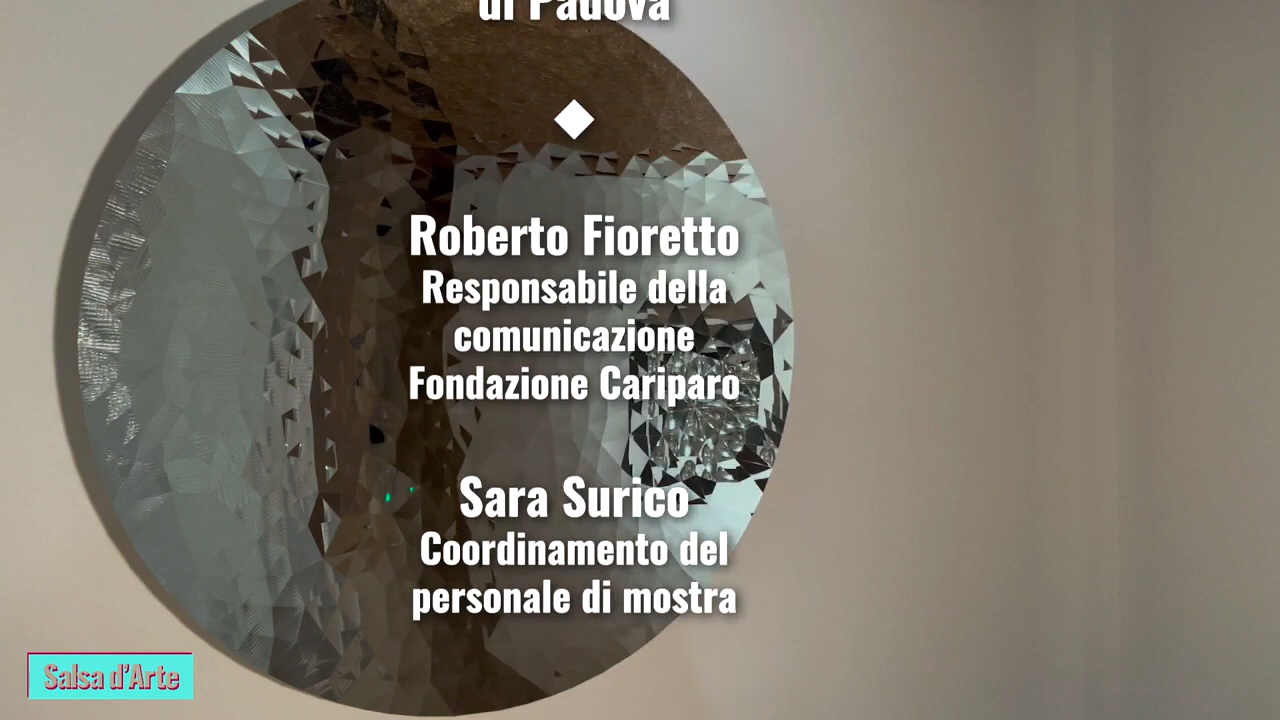 di Padova
Roberto Fioretto
Responsabile della
comunicazione
Fondazione Cariparo
Sara Surico
Coordinamento del
personale di mostra
Salsa d'Arte